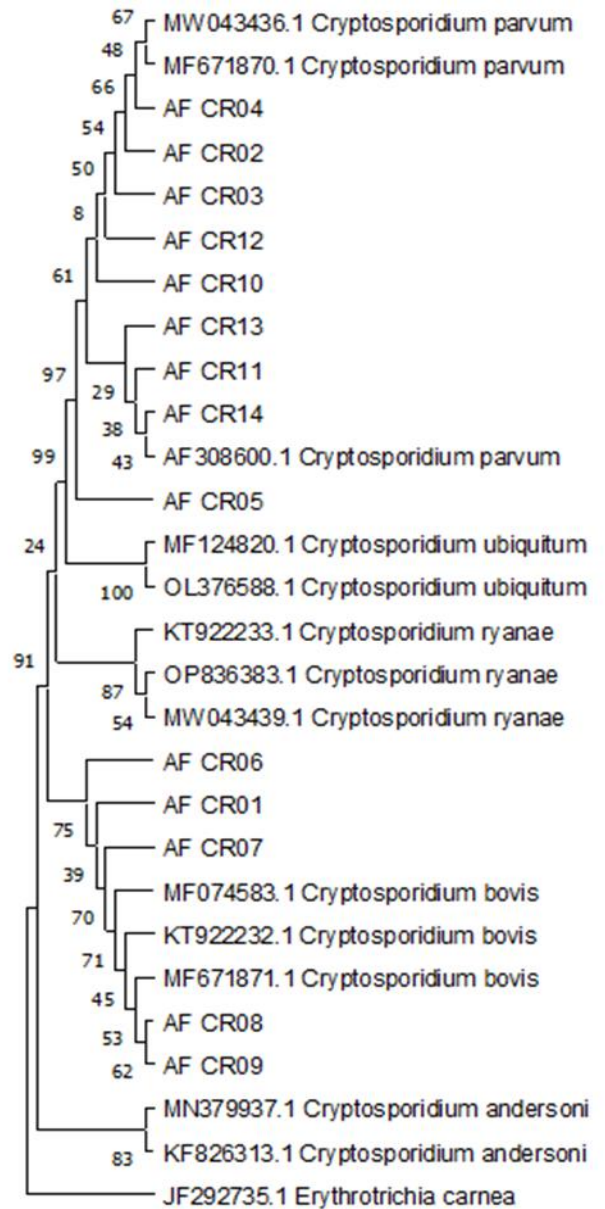 67
MW043436.1 Cryptosporidium parvum
48
MF671870.1 Cryptosporidium parvum
66
AF CR04
54
AF CR02
50
AF CR03
8
AF CR12
61
AF CR10
AF CR13
97
AF CR11
29
AF CR14
38
99
AF308600.1 Cryptosporidium parvum
43
AF CR05
24
MF124820.1 Cryptosporidium ubiquitum
100
OL376588.1 Cryptosporidium ubiquitum
KT922233.1 Cryptosporidium ryanae
91
OP836383.1 Cryptosporidium ryanae
87
MW043439.1 Cryptosporidium ryanae
54
AF CR06
AF CR01
75
AF CR07
39
MF074583.1 Cryptosporidium bovis
70
KT922232.1 Cryptosporidium bovis
71
MF671871.1 Cryptosporidium bovis
45
AF CR08
53
AF CR09
62
MN379937.1 Cryptosporidium andersoni
KF826313.1 Cryptosporidium andersoni
83
JF292735.1 Erythrotrichia carnea